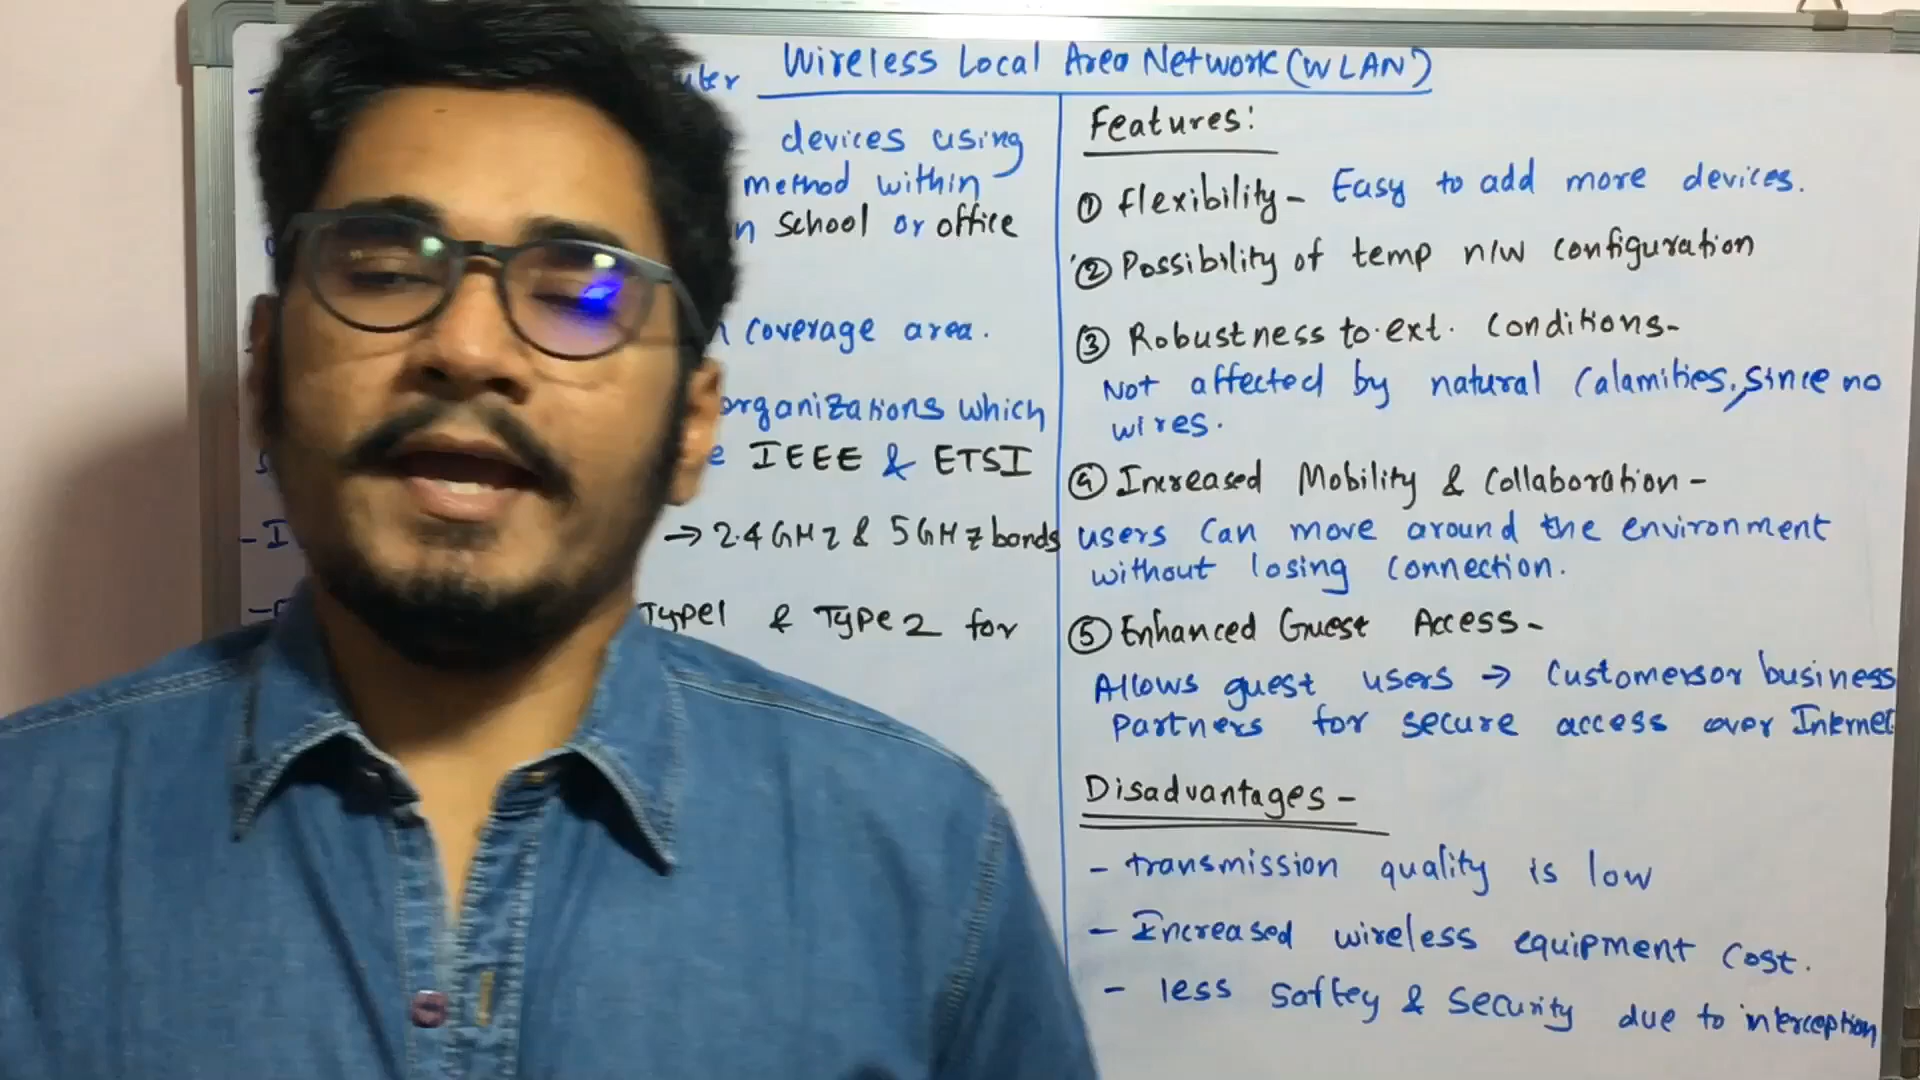 Wireless Local Area Network (WLAN)
devices using
method within
school or office
coverage area.
organizations which
IEEE & ETSI
→ 2.4 GHz & 5 GHz bands
Type1 & Type 2 for
Features:
① Flexibility - Easy to add more devices.
② Possibility of temp n/w configuration
③ Robustness to ext. conditions-
Not affected by natural calamities, since no
wires.
④ Increased Mobility & collaboration -
users can move around the environment
without losing connection.
⑤ Enhanced Guest Access -
Allows guest users → Customers or business
Partners for secure access over Internet
Disadvantages -
- transmission quality is low
- Increased wireless equipment cost.
- less saftey & security due to interception